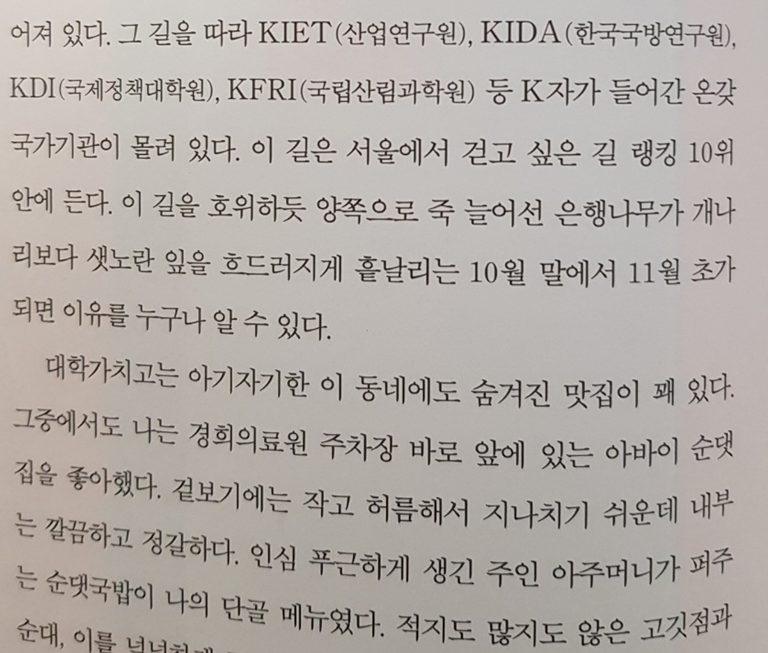 어져 있다. 그 길을 따라 KIET(산업연구원), KIDA(한국국방연구원),
KDI(국제정책대학원), KFRI(국립산림과학원) 등 K자가 들어간 온갖
국가기관이 몰려 있다. 이 길은 서울에서 걷고 싶은 길 랭킹 10위
안에 든다. 이 길을 호위하듯 양쪽으로 죽 늘어선 은행나무가 개나
리보다 샛노란 잎을 흐드러지게 흩날리는 10월 말에서 11월 초가
되면 이유를 누구나 알 수 있다.
대학가치고는 아기자기한 이 동네에도 숨겨진 맛집이 꽤 있다.
그중에서도 나는 경희의료원 주차장 바로 앞에 있는 아바이 순댓
집을 좋아했다. 겉보기에는 작고 허름해서 지나치기 쉬운데 내부
는 깔끔하고 정갈하다. 인심 푸근하게 생긴 주인 아주머니가 퍼주
는 순댓국밥이 나의 단골 메뉴였다. 적지도 많지도 않은 고깃점과
순대, 이를